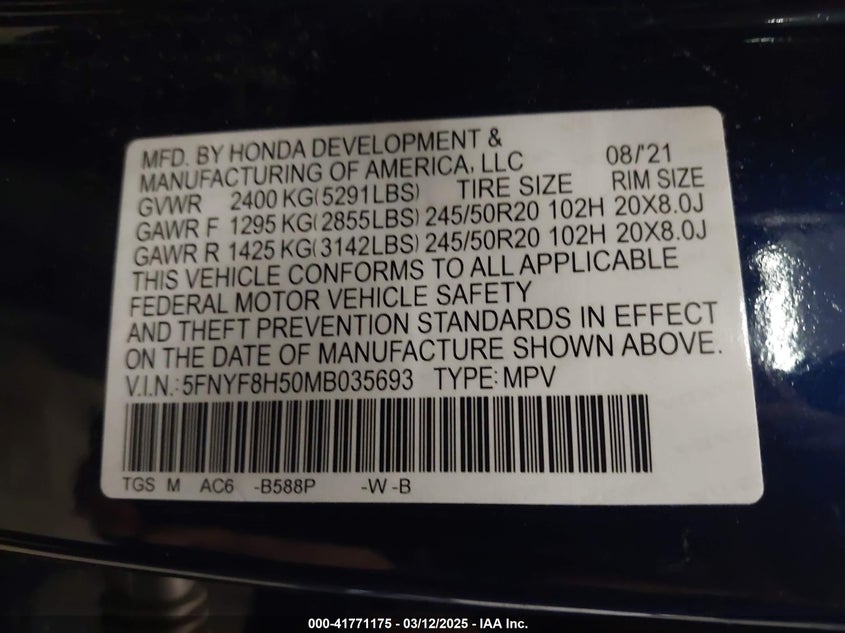 MFD. BY HONDA DEVELOPMENT &
MANUFACTURING OF AMERICA, LLC 08/'21
GVWR 2400 KG(5291LBS) TIRE SIZE RIM SIZE
GAWR F 1295 KG(2855LBS) 245/50R20 102H 20X8.0J
GAWR R 1425 KG(3142LBS) 245/50R20 102H 20X8.0J
THIS VEHICLE CONFORMS TO ALL APPLICABLE
FEDERAL MOTOR VEHICLE SAFETY
AND THEFT PREVENTION STANDARDS IN EFFECT
ON THE DATE OF MANUFACTURE SHOWN ABOVE.
V.I.N.: 5FNYF8H50MB035693 TYPE: MPV
TGS M AC6 -B588P -W -B
000-41771175 - 03/12/2025 - IAA Inc.